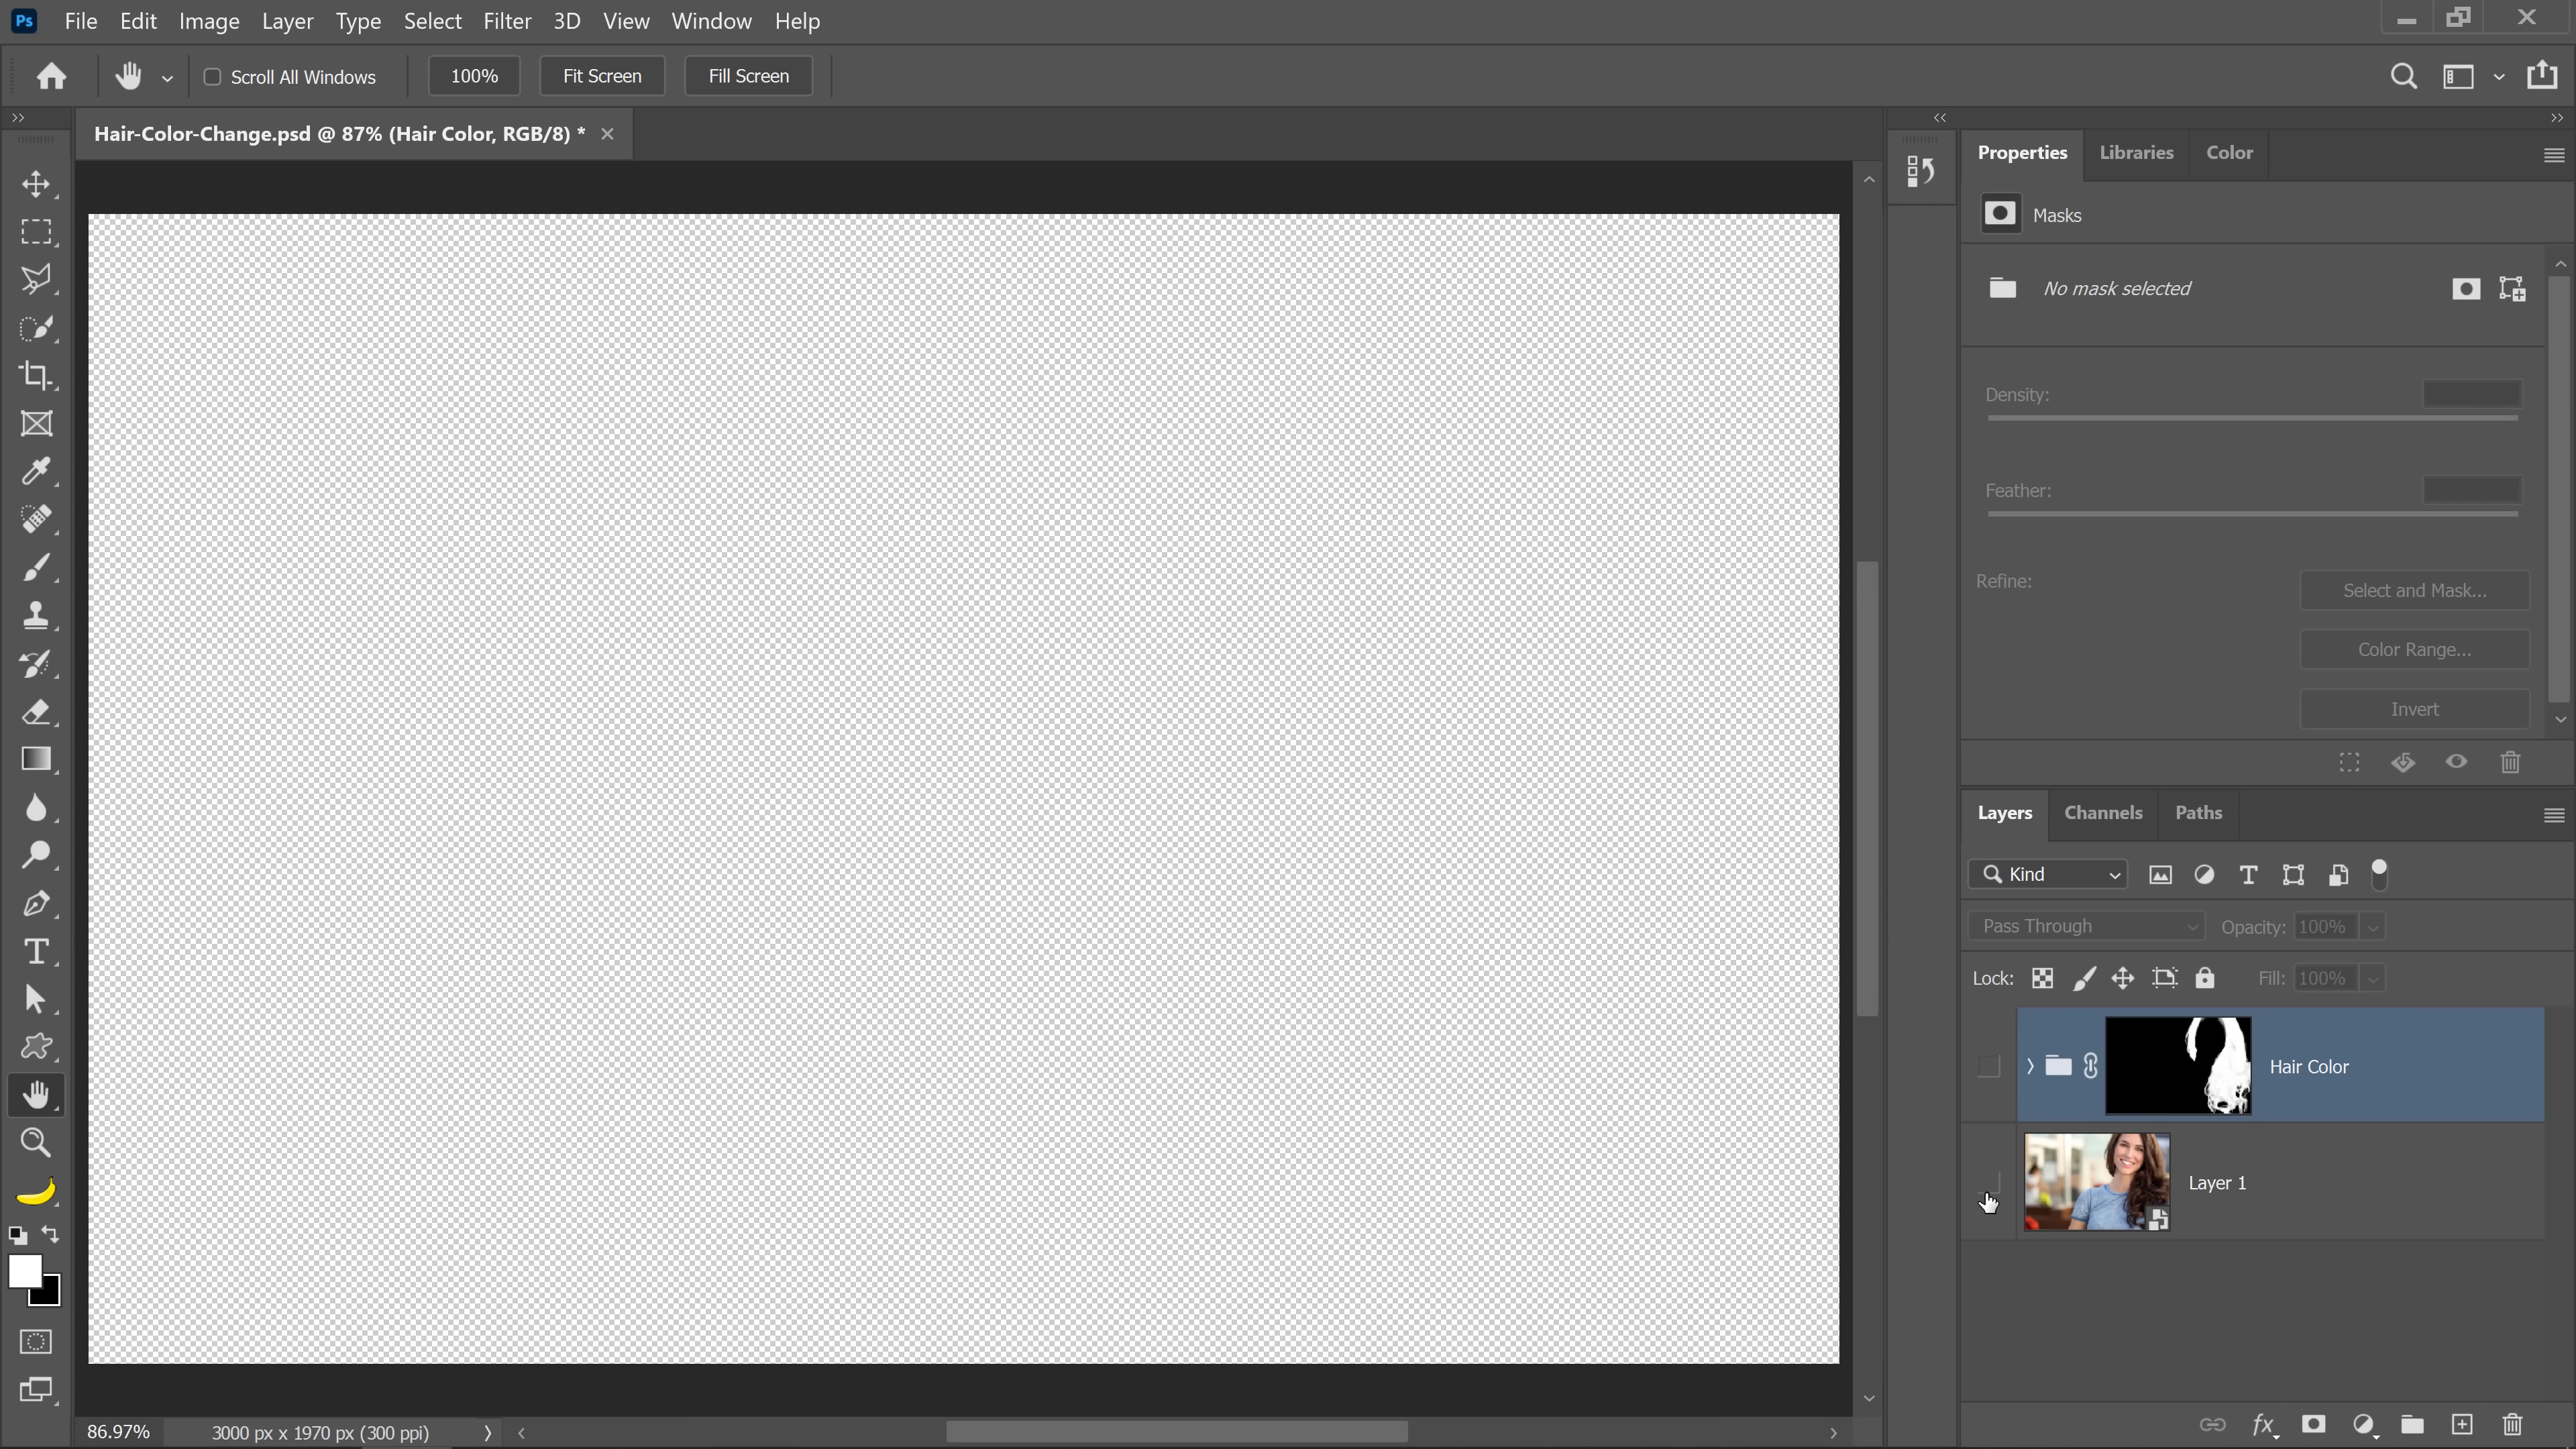 Ps File Edit Image Layer Type Select Filter 3D View Window Help
Scroll All Windows 100% Fit Screen Fill Screen
Hair-Color-Change.psd @ 87% (Hair Color, RGB/8) *
Properties Libraries Color
Masks
No mask selected
Density:
Feather:
Refine:
Select and Mask...
Color Range...
Invert
Layers Channels Paths
Kind
Pass Through Opacity: 100%
Lock: Fill: 100%
Hair Color
Layer 1
fx
86.97% 3000 px x 1970 px (300 ppi)